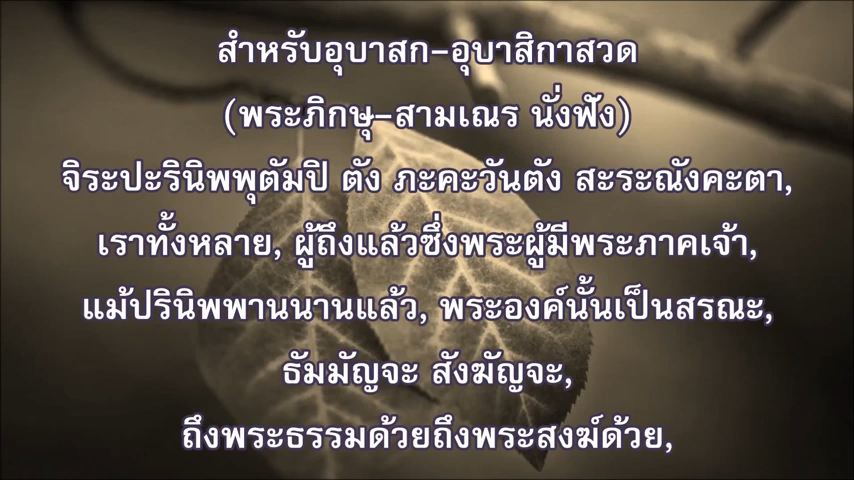 สำหรับอุบาสก-อุบาสิกาสวด
(พระภิกษุ-สามเณร นั่งฟัง)
จิระปะรินิพพุตัมปิ ตัง ภะคะวันตัง สะระณังคะตา,
เราทั้งหลาย, ผู้ถึงแล้วซึ่งพระผู้มีพระภาคเจ้า,
แม้ปรินิพพานนานแล้ว, พระองค์นั้นเป็นสรณะ,
ธัมมัญจะ สังฆัญจะ,
ถึงพระธรรมด้วยถึงพระสงฆ์ด้วย,